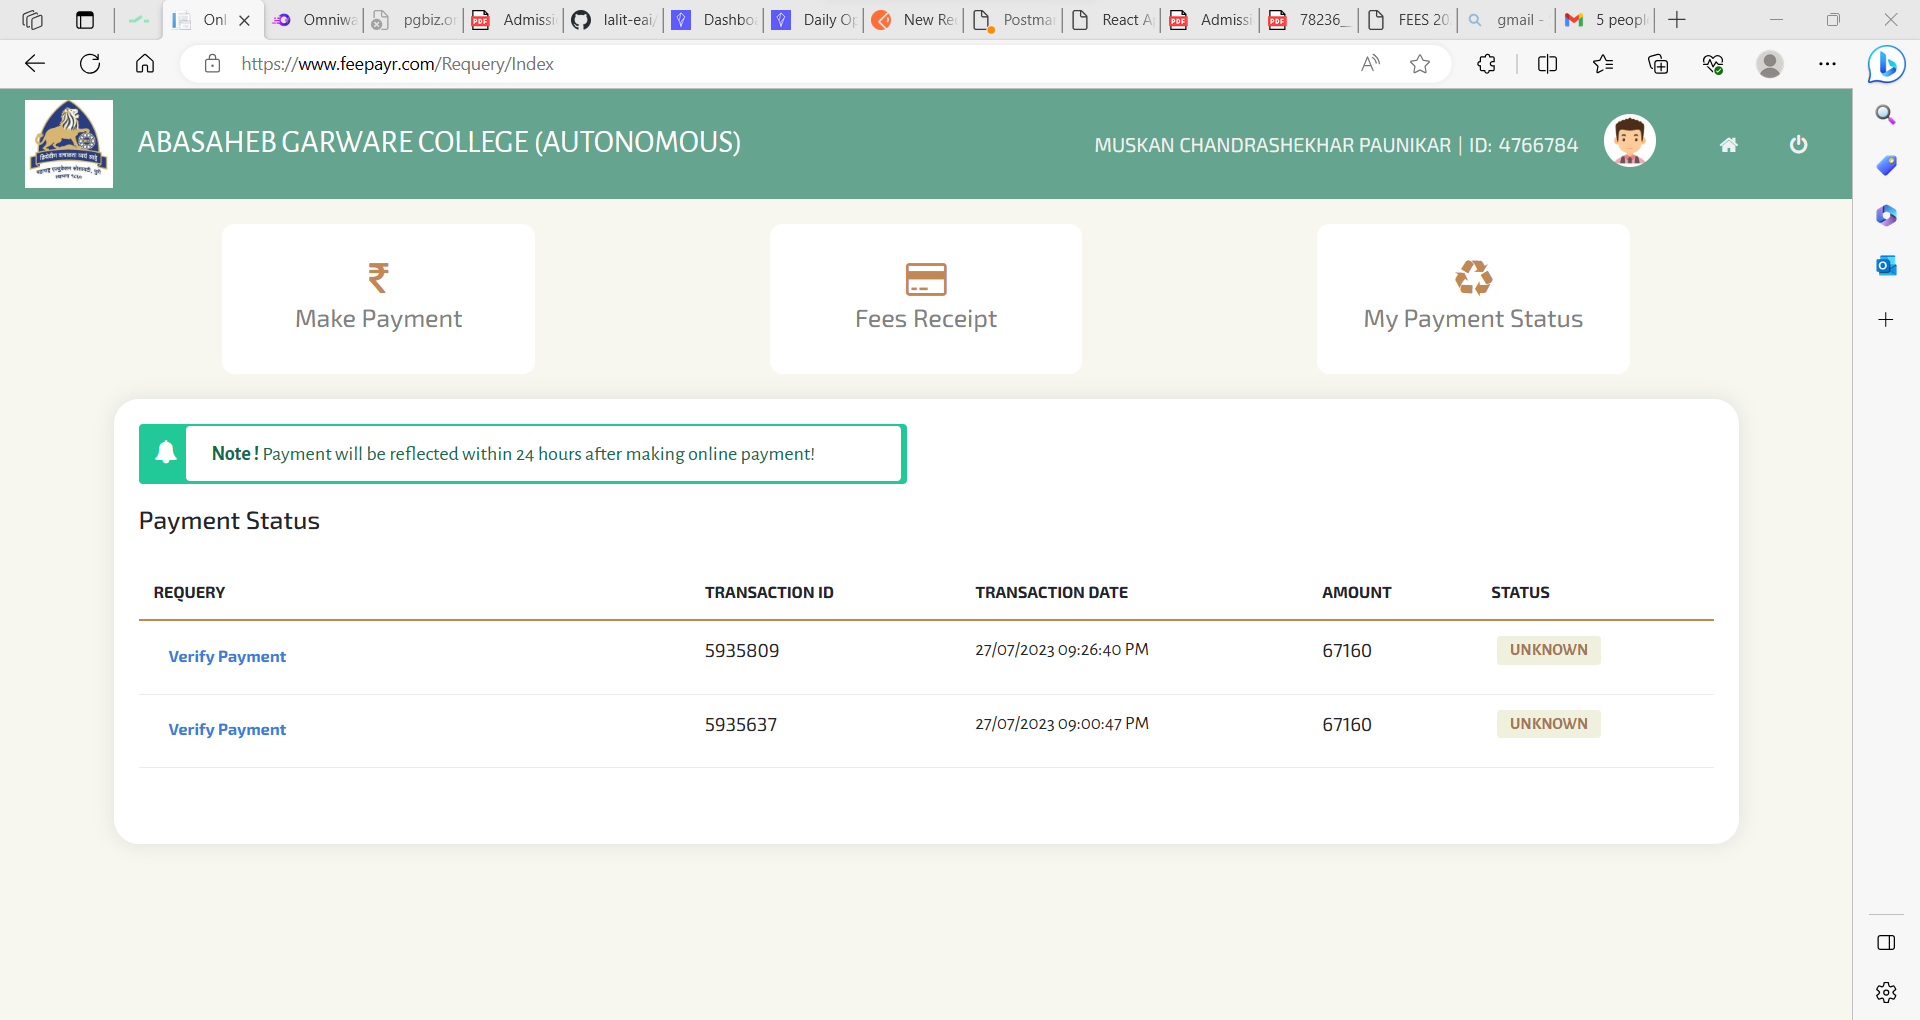 Onl
Omniwa
pgbiz.or
Admissi
lalit-eai/
Dashbo
Daily Op
New Re
Postma
React A
Admissi
78236_
FEES 20
gmail -
5 peopl
https://www.feepayr.com/Requery/Index
ABASAHEB GARWARE COLLEGE (AUTONOMOUS)
MUSKAN CHANDRASHEKHAR PAUNIKAR | ID: 4766784
Make Payment
Fees Receipt
My Payment Status
Note ! Payment will be reflected within 24 hours after making online payment!
Payment Status
REQUERY TRANSACTION ID TRANSACTION DATE AMOUNT STATUS
Verify Payment 5935809 27/07/2023 09:26:40 PM 67160 UNKNOWN
Verify Payment 5935637 27/07/2023 09:00:47 PM 67160 UNKNOWN